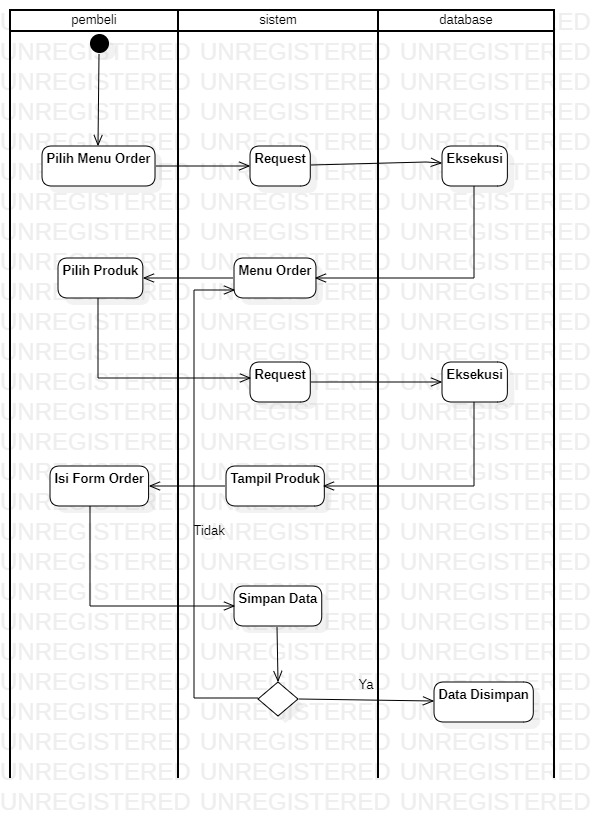 pembeli sistem database
Pilih Menu Order Request Eksekusi
Pilih Produk Menu Order
Request Eksekusi
Isi Form Order Tampil Produk
Tidak
Simpan Data
Ya
Data Disimpan
UNREGISTERED UNREGISTERED UNREGISTERED